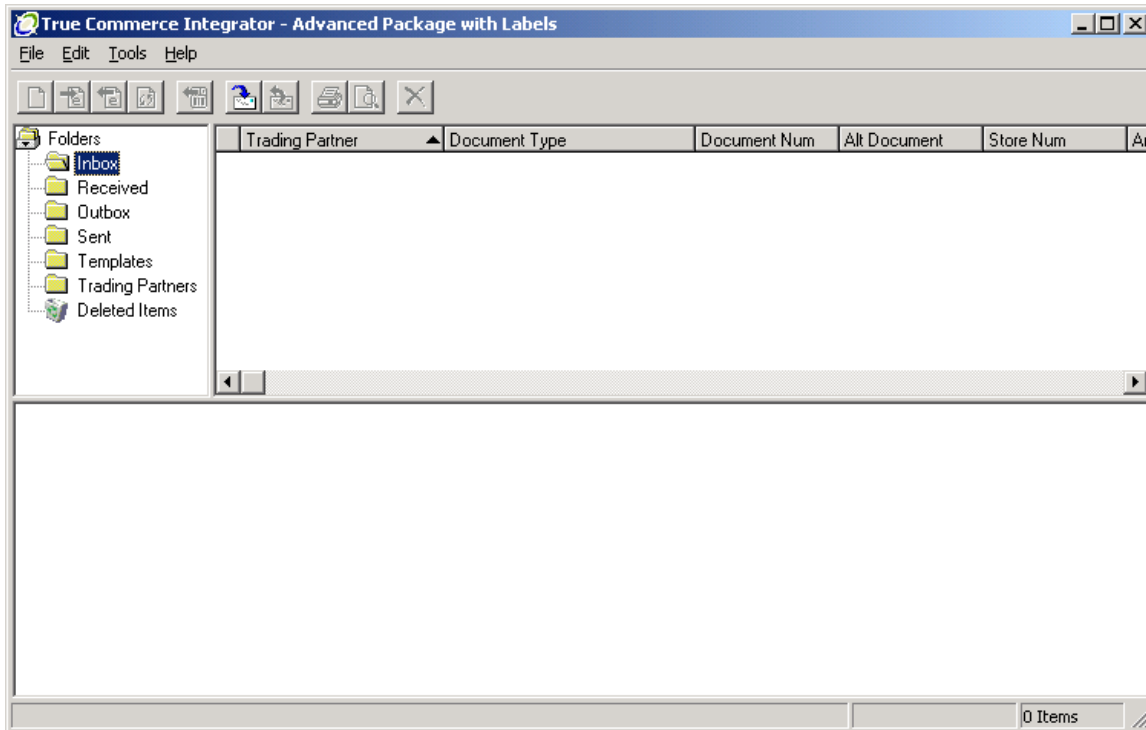 True Commerce Integrator - Advanced Package with Labels
File Edit Tools Help
Folders
Trading Partner Document Type Document Num Alt Document Store Num
Inbox
Received
Outbox
Sent
Templates
Trading Partners
Deleted Items
0 Items